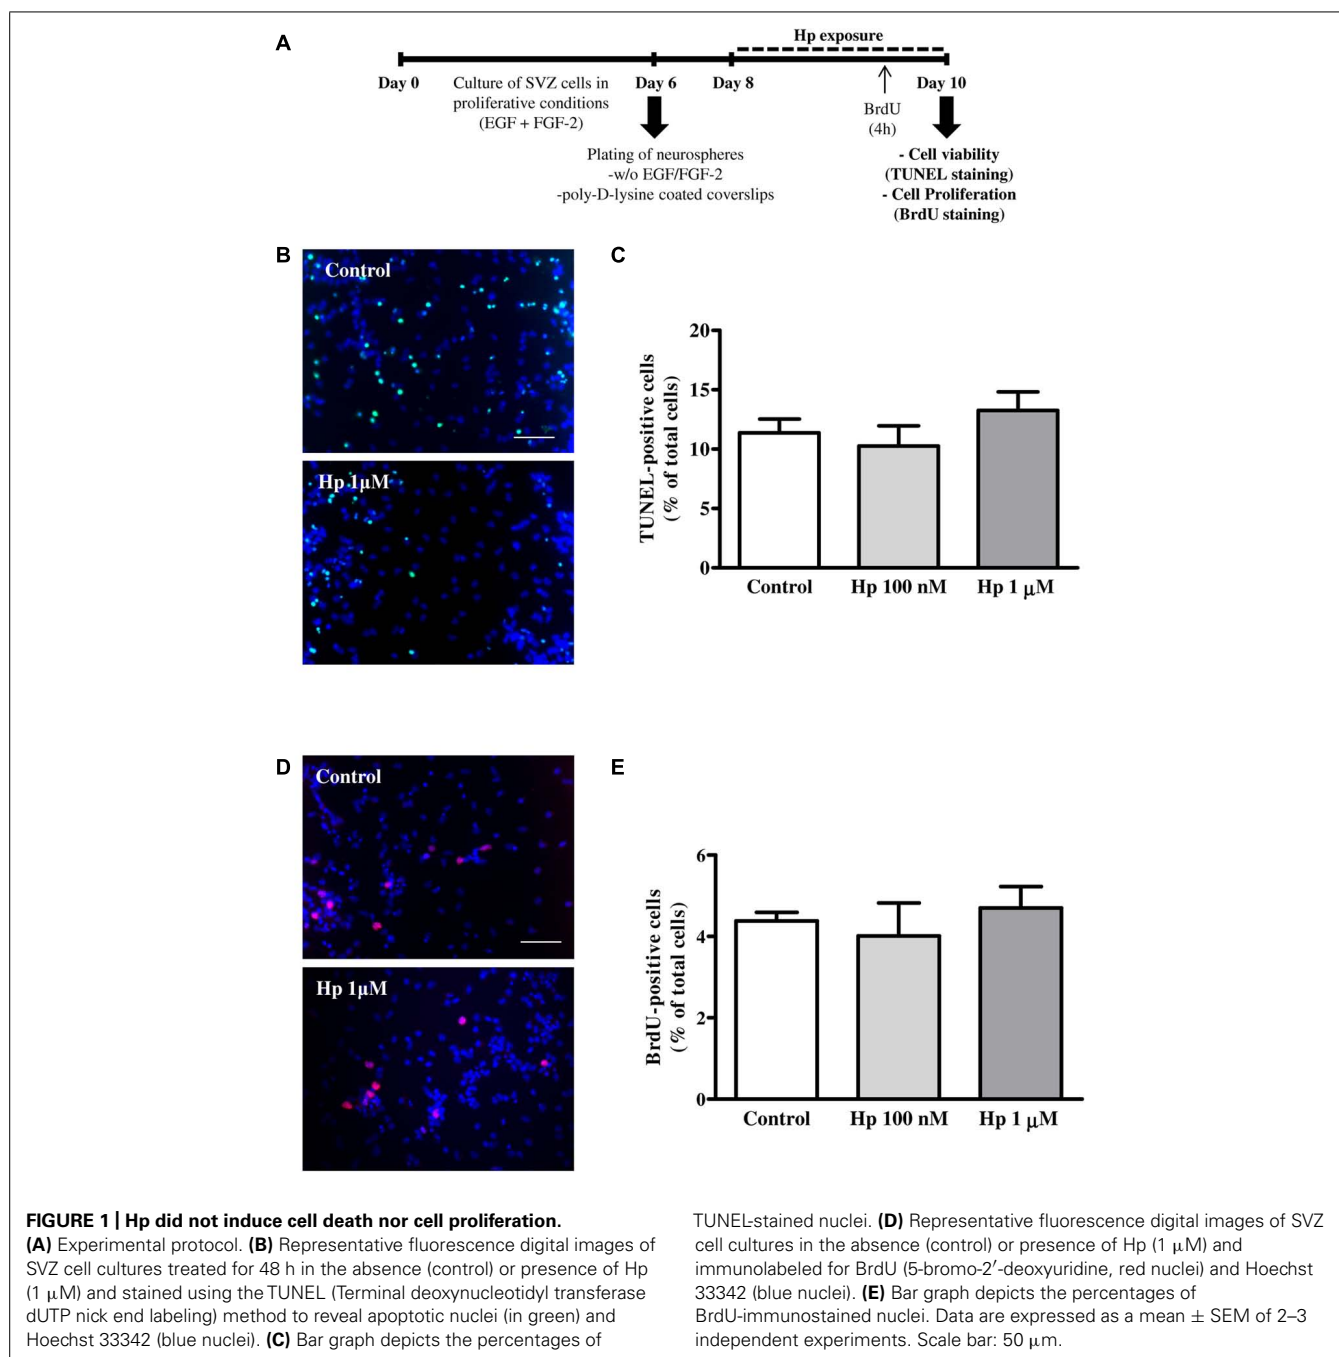 A
Hp exposure
Day 0
Culture of SVZ cells in
proliferative conditions
(EGF + FGF-2)
Day 6
Day 8
Day 10
BrdU
(4h)
Plating of neurospheres
-w/o EGF/FGF-2
-poly-D-lysine coated coverslips
- Cell viability
(TUNEL staining)
- Cell Proliferation
(BrdU staining)
B
Control
Hp 1µM
C
TUNEL-positive cells
(% of total cells)
20
15
10
5
0
Control
Hp 100 nM
Hp 1 µM
D
Control
Hp 1µM
E
BrdU-positive cells
(% of total cells)
6
4
2
0
Control
Hp 100 nM
Hp 1 µM
FIGURE 1 | Hp did not induce cell death nor cell proliferation.
(A) Experimental protocol. (B) Representative fluorescence digital images of
SVZ cell cultures treated for 48 h in the absence (control) or presence of Hp
(1 µM) and stained using the TUNEL (Terminal deoxynucleotidyl transferase
dUTP nick end labeling) method to reveal apoptotic nuclei (in green) and
Hoechst 33342 (blue nuclei). (C) Bar graph depicts the percentages of
TUNEL-stained nuclei. (D) Representative fluorescence digital images of SVZ
cell cultures in the absence (control) or presence of Hp (1 µM) and
immunolabeled for BrdU (5-bromo-2′-deoxyuridine, red nuclei) and Hoechst
33342 (blue nuclei). (E) Bar graph depicts the percentages of
BrdU-immunostained nuclei. Data are expressed as a mean ± SEM of 2–3
independent experiments. Scale bar: 50 µm.